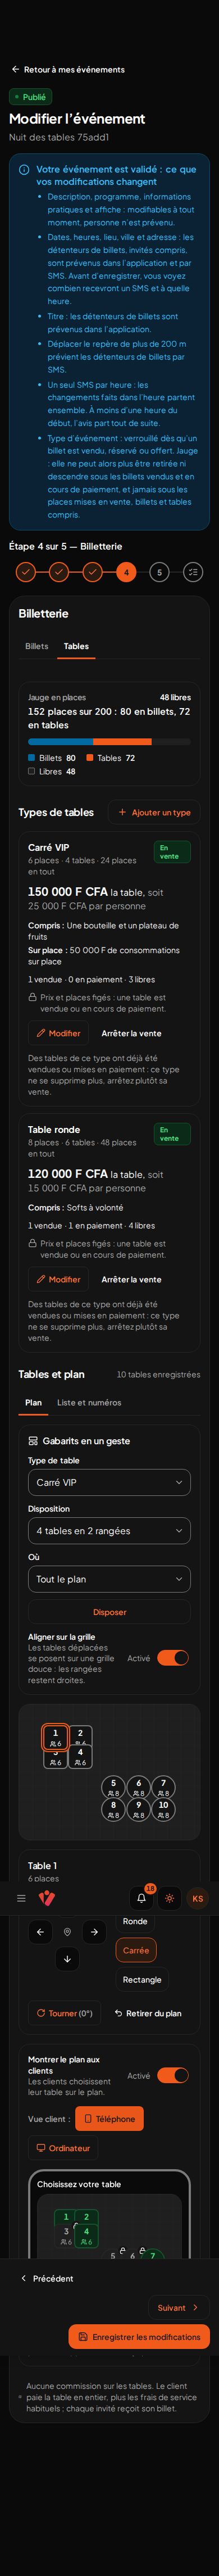 Retour à mes événements
Publié
Modifier l’événement
Nuit des tables 75add1
Votre événement est validé : ce que
vos modifications changent
Description, programme, informations
pratiques et affiche : modifiables à tout
moment, personne n’est prévenu.
Dates, heures, lieu, ville et adresse : les
détenteurs de billets, invités compris,
sont prévenus dans l’application et par
SMS. Avant d’enregistrer, vous voyez
combien recevront un SMS et à quelle
heure.
Titre : les détenteurs de billets sont
prévenus dans l’application.
Déplacer le repère de plus de 200 m
prévient les détenteurs de billets par
SMS.
Un seul SMS par heure : les
changements faits dans l’heure partent
ensemble. À moins d’une heure du
début, l’avis part tout de suite.
Type d’événement : verrouillé dès qu’un
billet est vendu, réservé ou offert. Jauge
: elle ne peut alors plus être retirée ni
descendre sous les billets vendus et en
cours de paiement, et jamais sous les
places mises en vente, billets et tables
compris.
Étape 4 sur 5 — Billetterie
4
5
Billetterie
Billets
Tables
Jauge en places
48 libres
152 places sur 200 : 80 en billets, 72
en tables
Billets 80
Tables 72
Libres 48
Types de tables
Ajouter un type
Carré VIP
En
vente
6 places · 4 tables · 24 places
en tout
150 000 F CFA la table, soit
25 000 F CFA par personne
Compris : Une bouteille et un plateau de
fruits
Sur place : 50 000 F de consommations
sur place
1 vendue · 0 en paiement · 3 libres
Prix et places figés : une table est
vendue ou en cours de paiement.
Modifier
Arrêter la vente
Des tables de ce type ont déjà été
vendues ou mises en paiement : ce type
ne se supprime plus, arrêtez plutôt sa
vente.
Table ronde
En
vente
8 places · 6 tables · 48 places
en tout
120 000 F CFA la table, soit
15 000 F CFA par personne
Compris : Softs à volonté
1 vendue · 1 en paiement · 4 libres
Prix et places figés : une table est
vendue ou en cours de paiement.
Modifier
Arrêter la vente
Des tables de ce type ont déjà été
vendues ou mises en paiement : ce type
ne se supprime plus, arrêtez plutôt sa
vente.
Tables et plan
10 tables enregistrées
Plan
Liste et numéros
Gabarits en un geste
Type de table
Carré VIP
Disposition
4 tables en 2 rangées
Où
Tout le plan
Disposer
Aligner sur la grille
Les tables déplacées
se posent sur une grille
douce : les rangées
restent droites.
Activé
1
2
6
6
3
4
6
6
5
6
7
8
8
8
8
9
10
8
8
8
Table 1
6 places
18
KS
Ronde
Carrée
Rectangle
Tourner (0°)
Retirer du plan
Montrer le plan aux
clients
Les clients choisissent
leur table sur le plan.
Activé
Vue client :
Téléphone
Ordinateur
Choisissez votre table
1
2
3
4
6
6
5
6
7
Précédent
Suivant
Enregistrer les modifications
Aucune commission sur les tables. Le client
paie la table en entier, plus les frais de service
habituels ; chaque invité reçoit son billet.